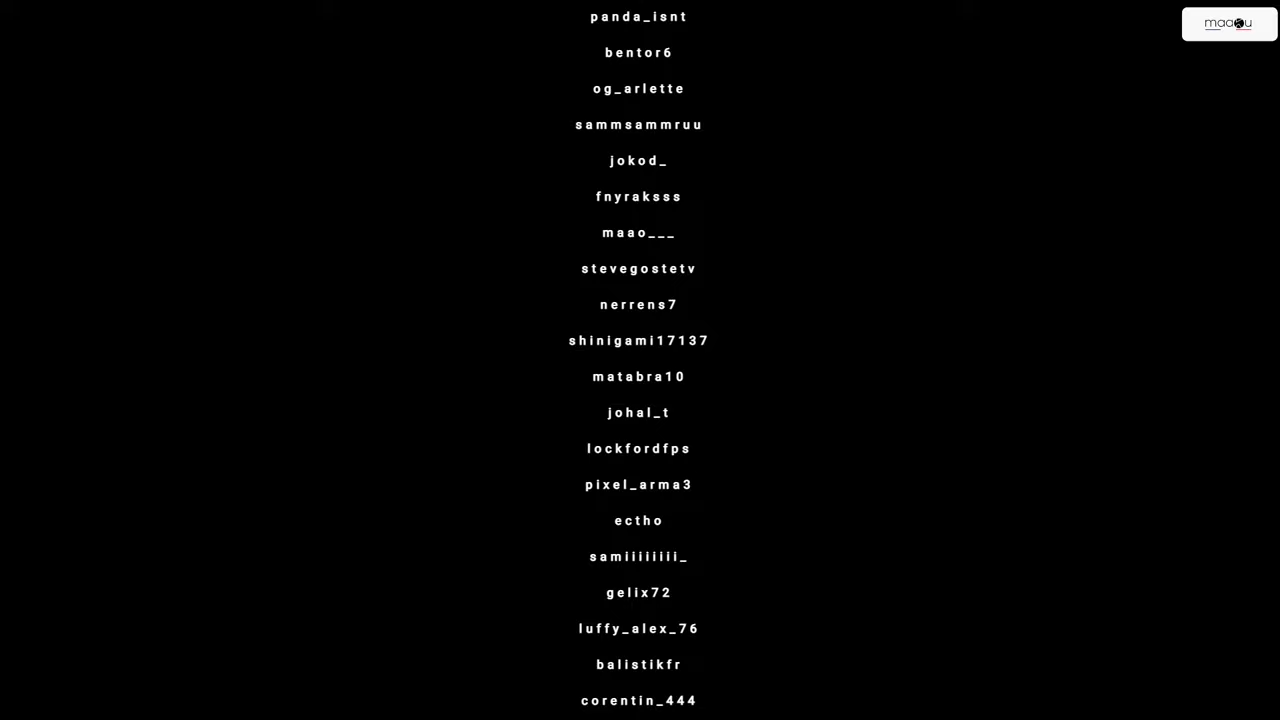 panda_isnt
maaou
bentor6
og_arlette
sammsammruu
jokod_
fnyraksss
maao___
stevegostetv
nerrens7
shinigami17137
matabra10
johal_t
lockfordfps
pixel_arma3
ectho
samiiiiiiii_
gelix72
luffy_alex_76
balistikfr
corentin_444